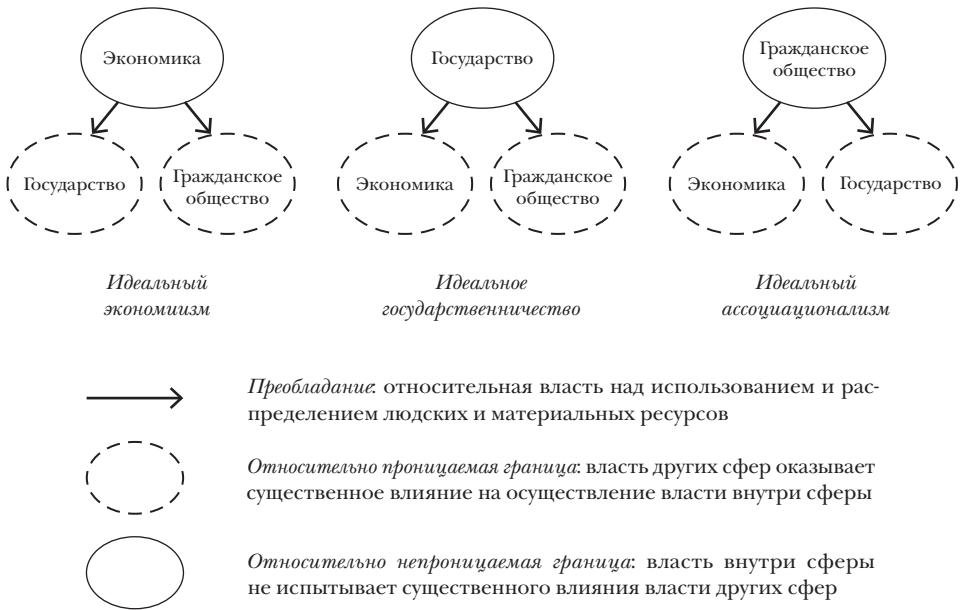 Экономика
Государство
Гражданское
общество
Государство
Гражданское
общество
Экономика
Гражданское
общество
Экономика
Государство
Идеальный
экономиизм
Идеальное
государственничество
Идеальный
ассоциационализм
Преобладание: относительная власть над использованием и рас-
пределением людских и материальных ресурсов
Относительно проницаемая граница: власть других сфер оказывает
существенное влияние на осуществление власти внутри сферы
Относительно непроницаемая граница: власть внутри сферы
не испытывает существенного влияния власти других сфер